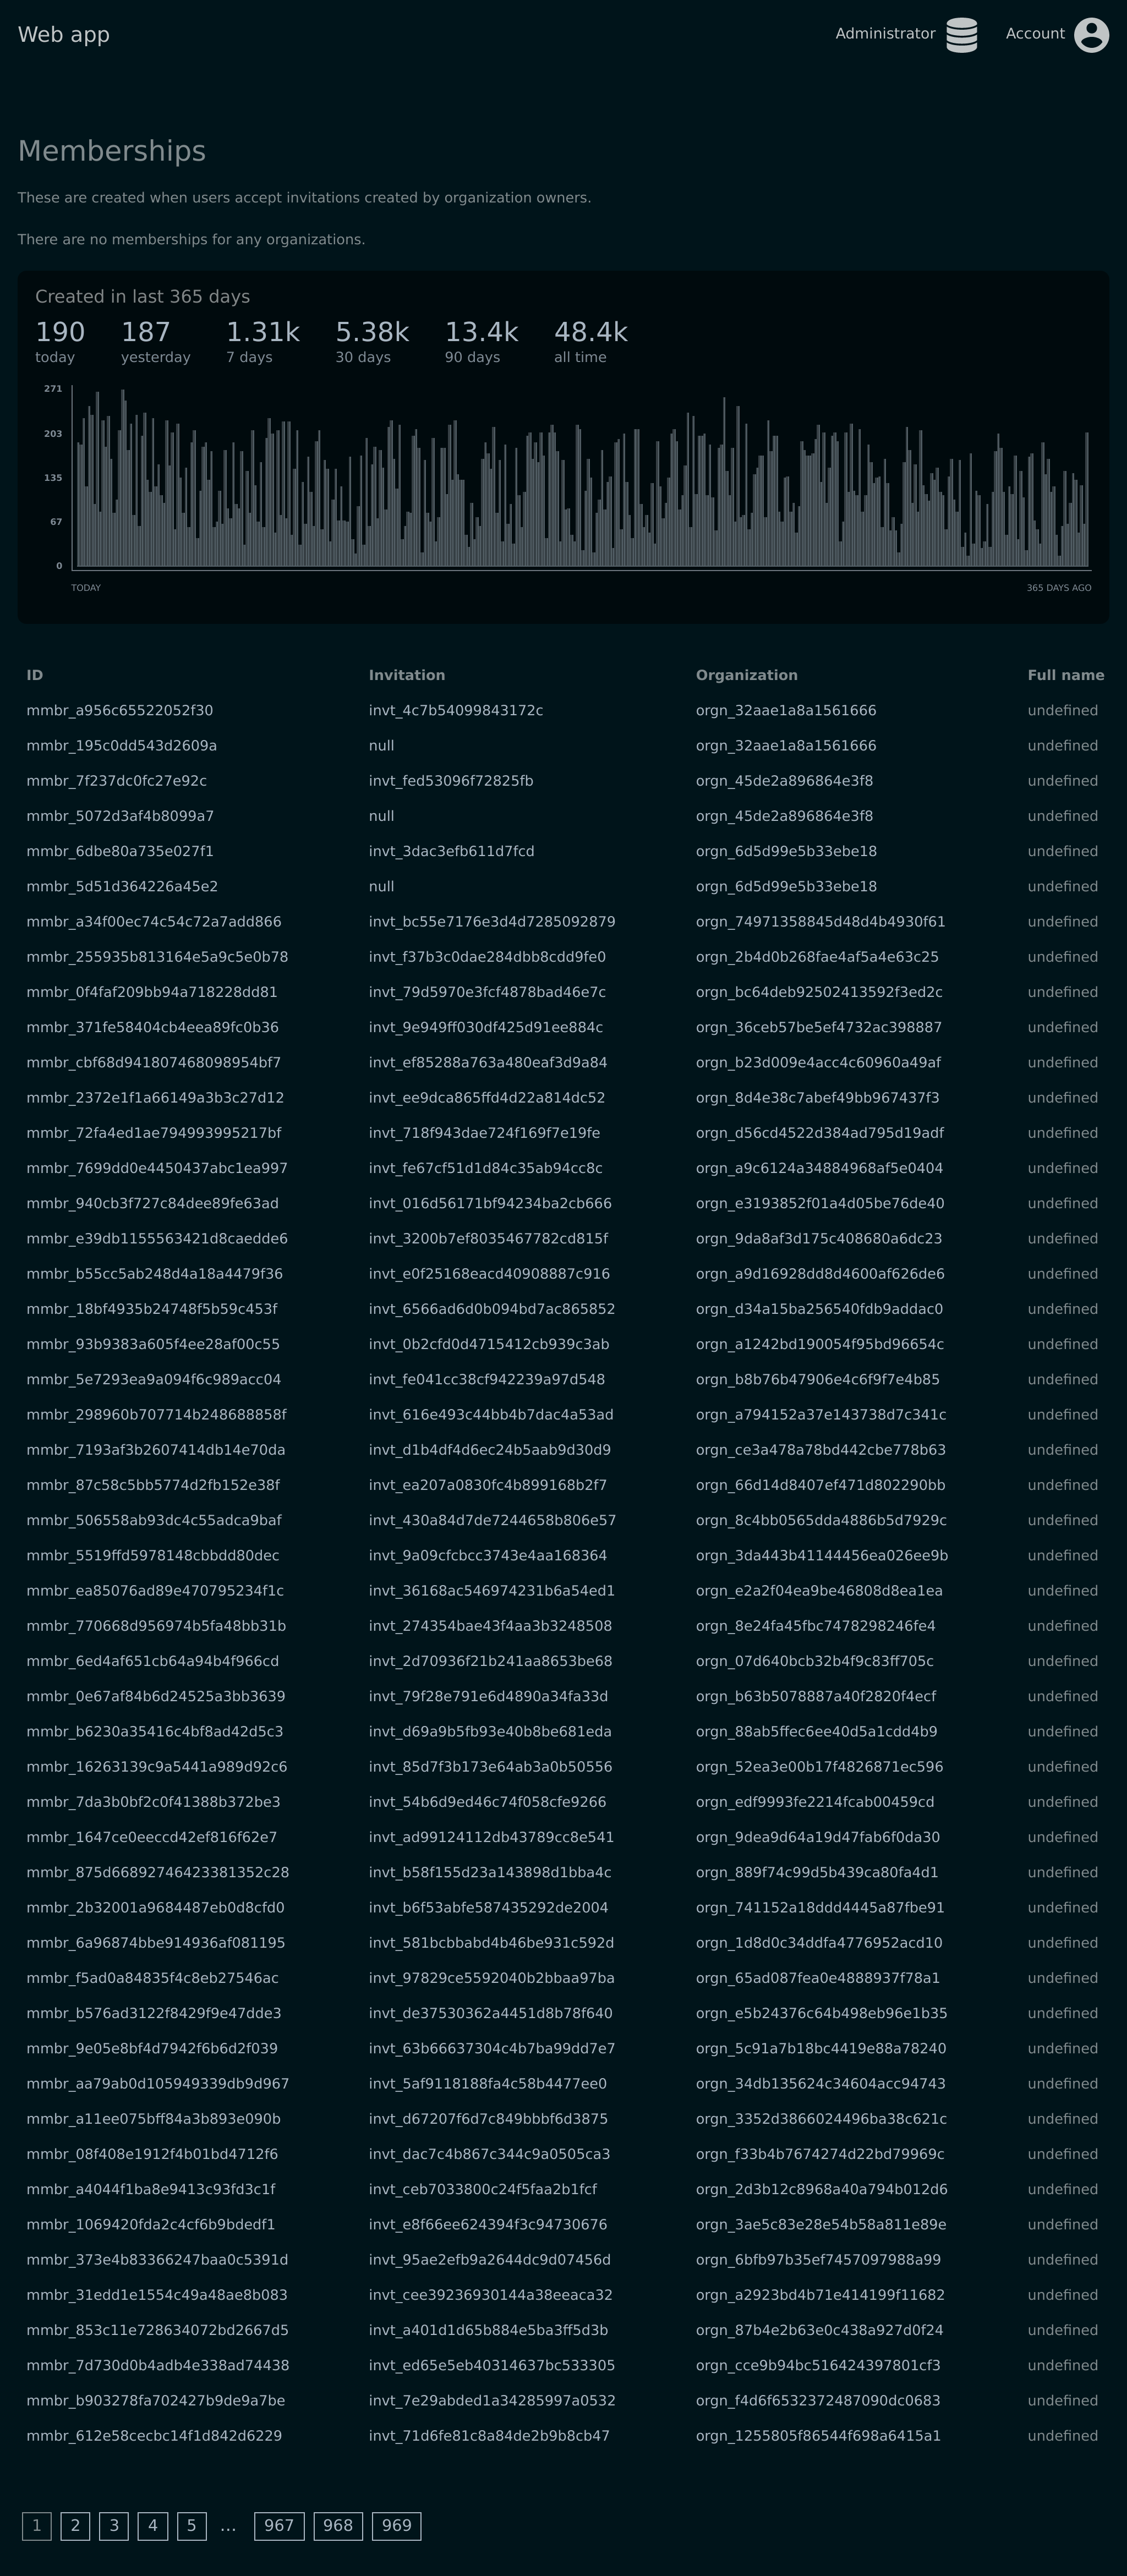 Web app Administrator Account
Memberships
These are created when users accept invitations created by organization owners.
There are no memberships for any organizations.
Created in last 365 days
190 187 1.31k 5.38k 13.4k 48.4k
today yesterday 7 days 30 days 90 days all time
271
203
135
67
0
TODAY 365 DAYS AGO
ID Invitation Organization Full name
mmbr_a956c65522052f30 invt_4c7b54099843172c orgn_32aae1a8a1561666 undefined
mmbr_195c0dd543d2609a null orgn_32aae1a8a1561666 undefined
mmbr_7f237dc0fc27e92c invt_fed53096f72825fb orgn_45de2a896864e3f8 undefined
mmbr_5072d3af4b8099a7 null orgn_45de2a896864e3f8 undefined
mmbr_6dbe80a735e027f1 invt_3dac3efb611d7fcd orgn_6d5d99e5b33ebe18 undefined
mmbr_5d51d364226a45e2 null orgn_6d5d99e5b33ebe18 undefined
mmbr_a34f00ec74c54c72a7add866 invt_bc55e7176e3d4d7285092879 orgn_74971358845d48d4b4930f61 undefined
mmbr_255935b813164e5a9c5e0b78 invt_f37b3c0dae284dbb8cdd9fe0 orgn_2b4d0b268fae4af5a4e63c25 undefined
mmbr_0f4faf209bb94a718228dd81 invt_79d5970e3fcf4878bad46e7c orgn_bc64deb92502413592f3ed2c undefined
mmbr_371fe58404cb4eea89fc0b36 invt_9e949ff030df425d91ee884c orgn_36ceb57be5ef4732ac398887 undefined
mmbr_cbf68d941807468098954bf7 invt_ef85288a763a480eaf3d9a84 orgn_b23d009e4acc4c60960a49af undefined
mmbr_2372e1f1a66149a3b3c27d12 invt_ee9dca865ffd4d22a814dc52 orgn_8d4e38c7abef49bb967437f3 undefined
mmbr_72fa4ed1ae794993995217bf invt_718f943dae724f169f7e19fe orgn_d56cd4522d384ad795d19adf undefined
mmbr_7699dd0e4450437abc1ea997 invt_fe67cf51d1d84c35ab94cc8c orgn_a9c6124a34884968af5e0404 undefined
mmbr_940cb3f727c84dee89fe63ad invt_016d56171bf94234ba2cb666 orgn_e3193852f01a4d05be76de40 undefined
mmbr_e39db1155563421d8caedde6 invt_3200b7ef8035467782cd815f orgn_9da8af3d175c408680a6dc23 undefined
mmbr_b55cc5ab248d4a18a4479f36 invt_e0f25168eacd40908887c916 orgn_a9d16928dd8d4600af626de6 undefined
mmbr_18bf4935b24748f5b59c453f invt_6566ad6d0b094bd7ac865852 orgn_d34a15ba256540fdb9addac0 undefined
mmbr_93b9383a605f4ee28af00c55 invt_0b2cfd0d4715412cb939c3ab orgn_a1242bd190054f95bd96654c undefined
mmbr_5e7293ea9a094f6c989acc04 invt_fe041cc38cf942239a97d548 orgn_b8b76b47906e4c6f9f7e4b85 undefined
mmbr_298960b707714b248688858f invt_616e493c44bb4b7dac4a53ad orgn_a794152a37e143738d7c341c undefined
mmbr_7193af3b2607414db14e70da invt_d1b4df4d6ec24b5aab9d30d9 orgn_ce3a478a78bd442cbe778b63 undefined
mmbr_87c58c5bb5774d2fb152e38f invt_ea207a0830fc4b899168b2f7 orgn_66d14d8407ef471d802290bb undefined
mmbr_506558ab93dc4c55adca9baf invt_430a84d7de7244658b806e57 orgn_8c4bb0565dda4886b5d7929c undefined
mmbr_5519ffd5978148cbbdd80dec invt_9a09cfcbcc3743e4aa168364 orgn_3da443b41144456ea026ee9b undefined
mmbr_ea85076ad89e470795234f1c invt_36168ac546974231b6a54ed1 orgn_e2a2f04ea9be46808d8ea1ea undefined
mmbr_770668d956974b5fa48bb31b invt_274354bae43f4aa3b3248508 orgn_8e24fa45fbc7478298246fe4 undefined
mmbr_6ed4af651cb64a94b4f966cd invt_2d70936f21b241aa8653be68 orgn_07d640bcb32b4f9c83ff705c undefined
mmbr_0e67af84b6d24525a3bb3639 invt_79f28e791e6d4890a34fa33d orgn_b63b5078887a40f2820f4ecf undefined
mmbr_b6230a35416c4bf8ad42d5c3 invt_d69a9b5fb93e40b8be681eda orgn_88ab5ffec6ee40d5a1cdd4b9 undefined
mmbr_16263139c9a5441a989d92c6 invt_85d7f3b173e64ab3a0b50556 orgn_52ea3e00b17f4826871ec596 undefined
mmbr_7da3b0bf2c0f41388b372be3 invt_54b6d9ed46c74f058cfe9266 orgn_edf9993fe2214fcab00459cd undefined
mmbr_1647ce0eeccd42ef816f62e7 invt_ad99124112db43789cc8e541 orgn_9dea9d64a19d47fab6f0da30 undefined
mmbr_875d66892746423381352c28 invt_b58f155d23a143898d1bba4c orgn_889f74c99d5b439ca80fa4d1 undefined
mmbr_2b32001a9684487eb0d8cfd0 invt_b6f53abfe587435292de2004 orgn_741152a18ddd4445a87fbe91 undefined
mmbr_6a96874bbe914936af081195 invt_581bcbbabd4b46be931c592d orgn_1d8d0c34ddfa4776952acd10 undefined
mmbr_f5ad0a84835f4c8eb27546ac invt_97829ce5592040b2bbaa97ba orgn_65ad087fea0e4888937f78a1 undefined
mmbr_b576ad3122f8429f9e47dde3 invt_de37530362a4451d8b78f640 orgn_e5b24376c64b498eb96e1b35 undefined
mmbr_9e05e8bf4d7942f6b6d2f039 invt_63b66637304c4b7ba99dd7e7 orgn_5c91a7b18bc4419e88a78240 undefined
mmbr_aa79ab0d105949339db9d967 invt_5af9118188fa4c58b4477ee0 orgn_34db135624c34604acc94743 undefined
mmbr_a11ee075bff84a3b893e090b invt_d67207f6d7c849bbbf6d3875 orgn_3352d3866024496ba38c621c undefined
mmbr_08f408e1912f4b01bd4712f6 invt_dac7c4b867c344c9a0505ca3 orgn_f33b4b7674274d22bd79969c undefined
mmbr_a4044f1ba8e9413c93fd3c1f invt_ceb7033800c24f5faa2b1fcf orgn_2d3b12c8968a40a794b012d6 undefined
mmbr_1069420fda2c4cf6b9bdedf1 invt_e8f66ee624394f3c94730676 orgn_3ae5c83e28e54b58a811e89e undefined
mmbr_373e4b83366247baa0c5391d invt_95ae2efb9a2644dc9d07456d orgn_6bfb97b35ef7457097988a99 undefined
mmbr_31edd1e1554c49a48ae8b083 invt_cee39236930144a38eeaca32 orgn_a2923bd4b71e414199f11682 undefined
mmbr_853c11e728634072bd2667d5 invt_a401d1d65b884e5ba3ff5d3b orgn_87b4e2b63e0c438a927d0f24 undefined
mmbr_7d730d0b4adb4e338ad74438 invt_ed65e5eb40314637bc533305 orgn_cce9b94bc516424397801cf3 undefined
mmbr_b903278fa702427b9de9a7be invt_7e29abded1a34285997a0532 orgn_f4d6f6532372487090dc0683 undefined
mmbr_612e58cecbc14f1d842d6229 invt_71d6fe81c8a84de2b9b8cb47 orgn_1255805f86544f698a6415a1 undefined
1 2 3 4 5 ... 967 968 969